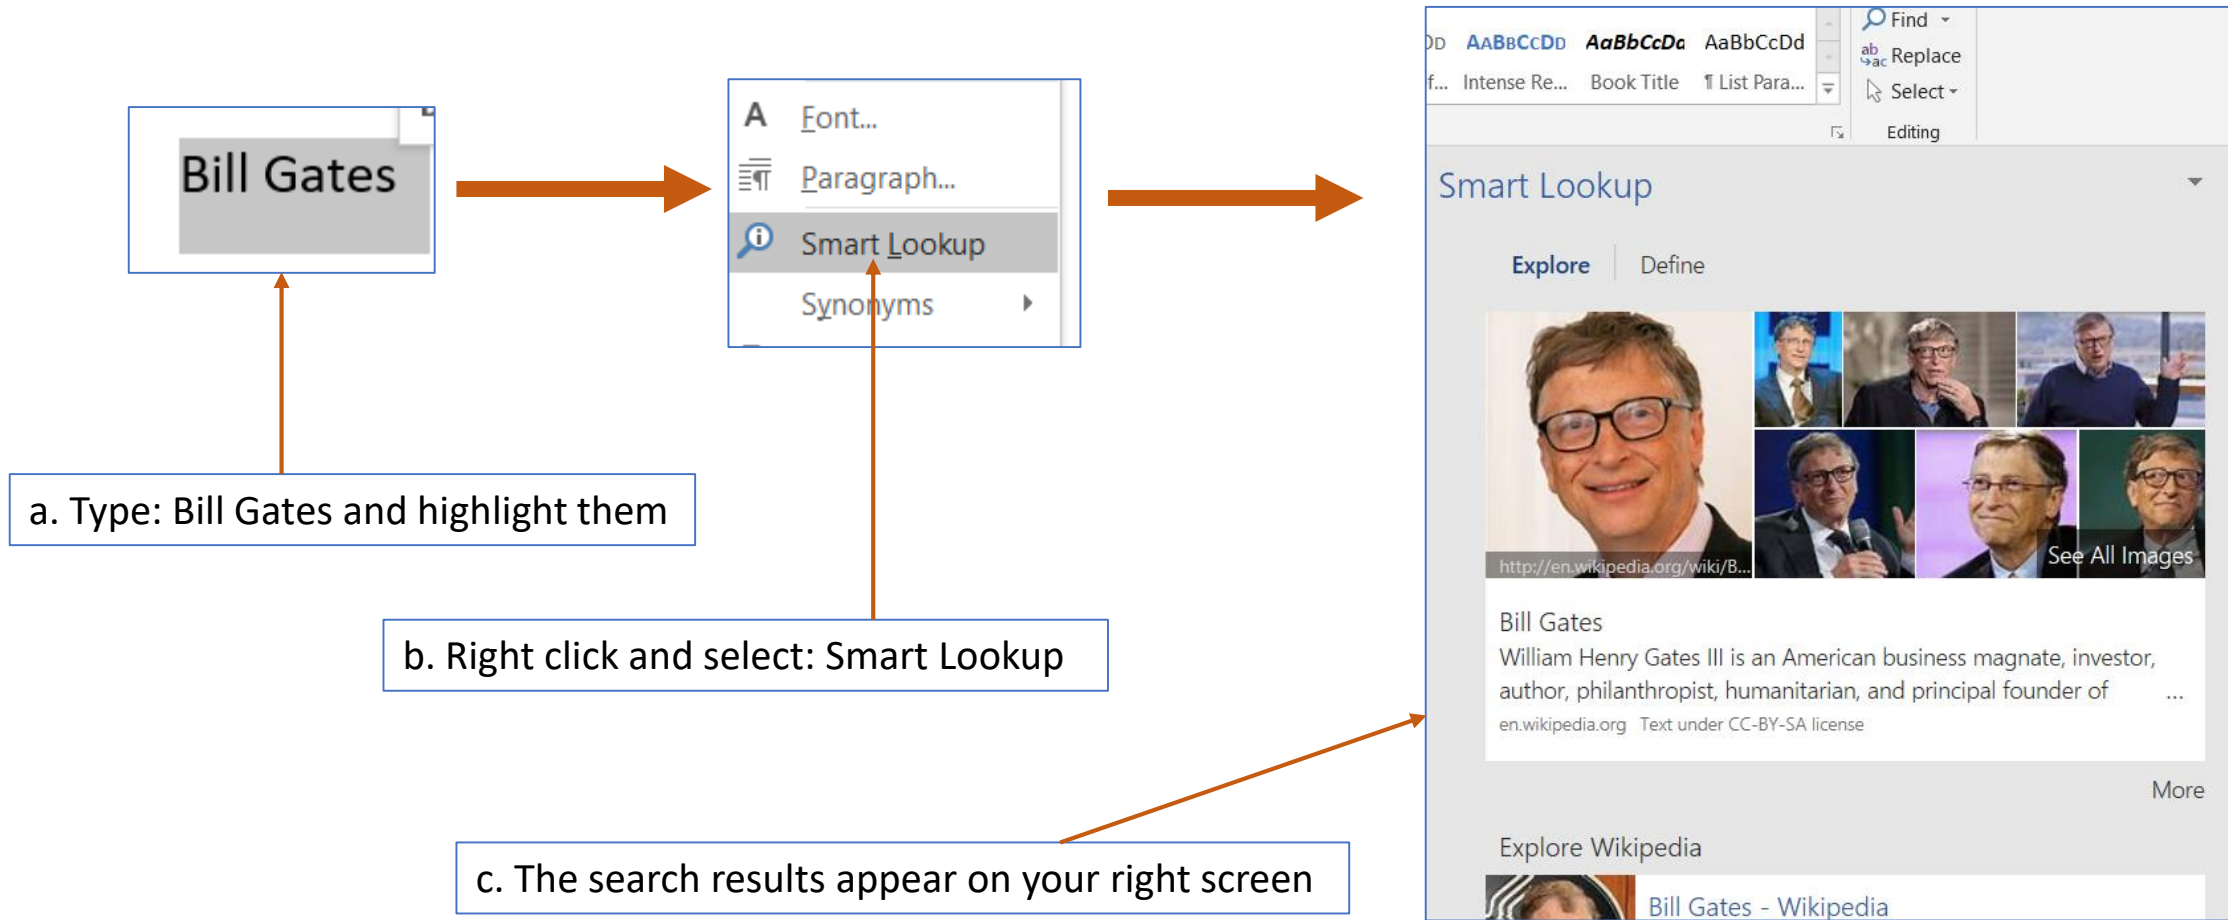 Bill Gates
a. Type: Bill Gates and highlight them
A Font...
Paragraph...
Smart Lookup
Synonyms
b. Right click and select: Smart Lookup
c. The search results appear on your right screen
AaBbCcDd AaBbCcDd AaBbCcDd
f... Intense Re... Book Title ¶ List Para...
Find
Replace
Select
Editing
Smart Lookup
Explore Define
http://en.wikipedia.org/wiki/B...
See All Images
Bill Gates
William Henry Gates III is an American business magnate, investor,
author, philanthropist, humanitarian, and principal founder of ...
en.wikipedia.org Text under CC-BY-SA license
More
Explore Wikipedia
Bill Gates - Wikipedia